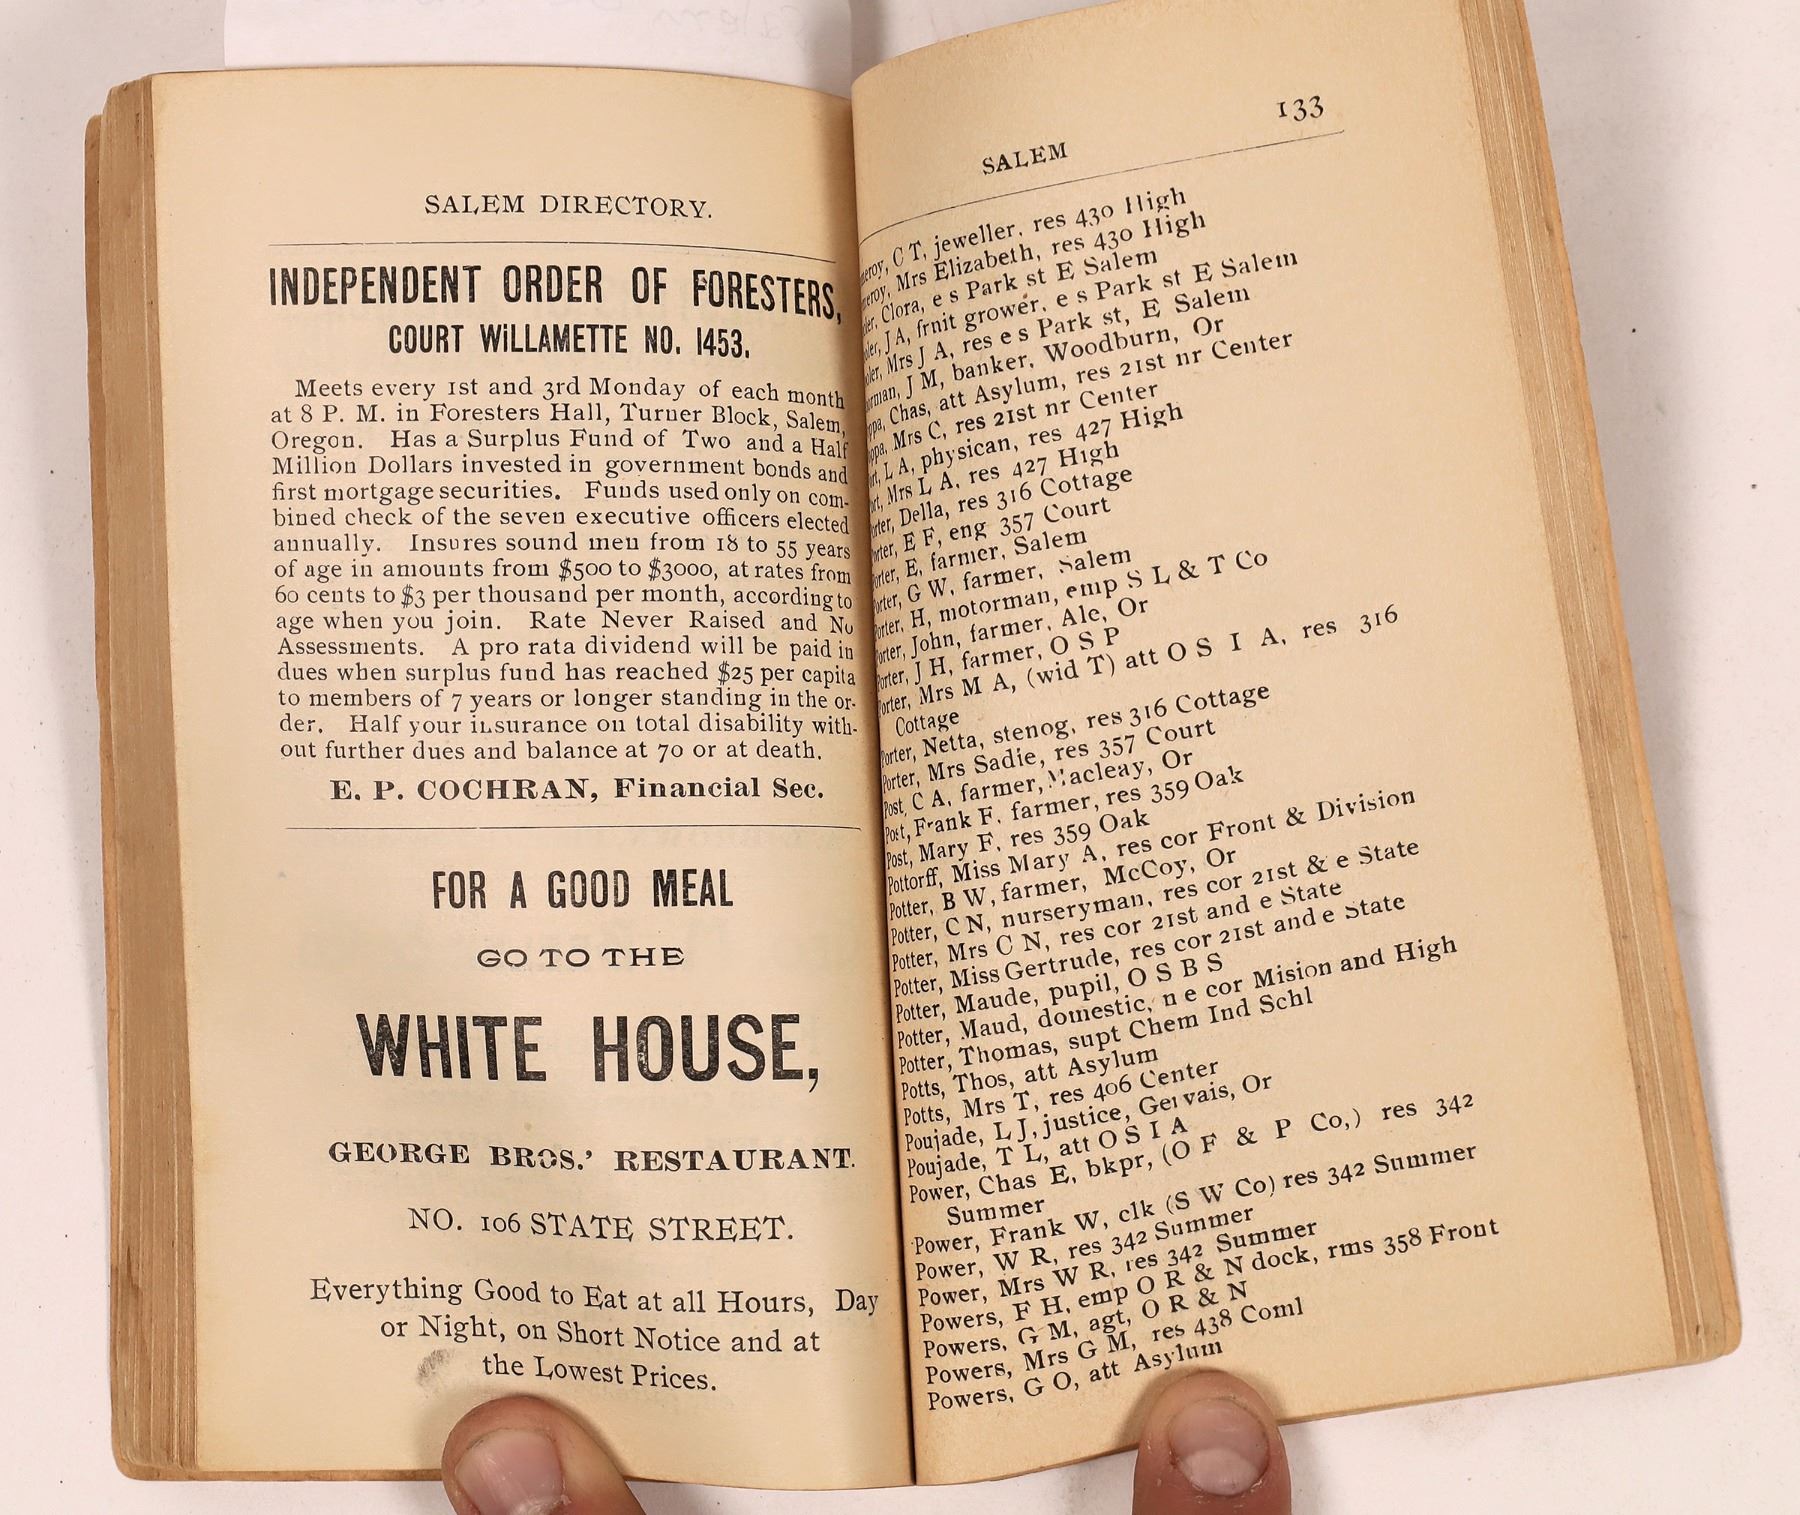 SALEM DIRECTORY.
INDEPENDENT ORDER OF FORESTERS,
COURT WiLLAMETTE NO. 1453.
Meets every 1st and 3rd Monday of each month
at 8 P. M. in Foresters Hall, Turner Block, Salem,
Oregon. Has a Surplus Fund of Two and a Half
Million Dollars invested in government bonds and
first mortgage securities. Funds used only on com-
bined check of the seven executive officers elected
annually. Insures sound men from 18 to 55 years
of age in amounts from $500 to $3000, at rates from
60 cents to $3 per thousand per month, according to
age when you join. Rate Never Raised and No
Assessments. A pro rata dividend will be paid in
dues when surplus fund has reached $25 per capita
to members of 7 years or longer standing in the or-
der. Half your insurance on total disability with-
out further dues and balance at 70 or at death.
E. P. COCHRAN, Financial Sec.
FOR A GOOD MEAL
GO TO THE
WHITE HOUSE,
GEORGE BROS.' RESTAURANT.
NO. 106 STATE STREET.
Everything Good to Eat at all Hours, Day
or Night, on Short Notice and at
the Lowest Prices.
SALEM 133
C T, jeweller, res 430 High
Mrs Elizabeth, res 430 High
Clora, e s Park st E Salem
J A, frnit grower, e s Park st E Salem
Mrs J A, res e s Park st, E Salem
J M, banker, Woodburn, Or
Chas, att Asylum, res 21st nr Center
Mrs C, res 21st nr Center
L A, physican, res 427 High
Mrs L A, res 427 High
Porter, Della, res 316 Cottage
Porter, E F, eng 357 Court
Porter, E, farmer, Salem
Porter, G W, farmer, Salem
Porter, H, motorman, emp S L & T Co
Porter, John, farmer, Ale, Or
Porter, J H, farmer, O S P
Porter, Mrs M A, (wid T) att O S I A, res 316
Cottage
Porter, Netta, stenog, res 316 Cottage
Porter, Mrs Sadie, res 357 Court
Post, C A, farmer, Macleay, Or
Post, Frank F. farmer, res 359 Oak
Post, Mary F, res 359 Oak
Pottorff, Miss Mary A, res cor Front & Division
Potter, B W, farmer, McCoy, Or
Potter, C N, nurseryman, res cor 21st & e State
Potter, Mrs C N, res cor 21st and e State
Potter, Miss Gertrude, res cor 21st and e State
Potter, Maude, pupil, O S B S
Potter, Maud, domestic, n e cor Mision and High
Potter, Thomas, supt Chem Ind Schl
Potts, Thos, att Asylum
Potts, Mrs T, res 406 Center
Poujade, L J, justice, Gervais, Or
Poujade, T L, att O S I A
Power, Chas E, bkpr, (O F & P Co,) res 342
Summer
Power, Frank W, clk (S W Co) res 342 Summer
Power, W R, res 342 Summer
Power, Mrs W R, res 342 Summer
Powers, F H, emp O R & N dock, rms 358 Front
Powers, G M, agt, O R & N
Powers, Mrs G M, res 438 Coml
Powers, G O, att Asylum